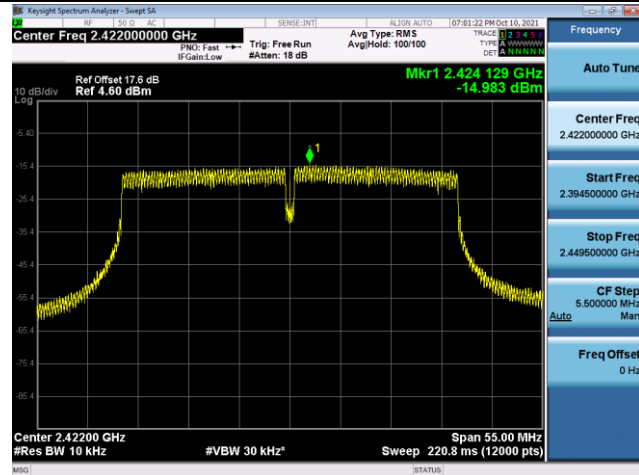 Keysight Spectrum Analyzer - Swept SA
RF 50 Ω AC SENSE:INT ALIGN AUTO 07:01:22 PM Oct 10, 2021
Center Freq 2.422000000 GHz
PNO: Fast
IFGain:Low
Trig: Free Run
#Atten: 18 dB
Avg Type: RMS
Avg|Hold: 100/100
TRACE 1 2 3 4 5 6
TYPE A WWWWW
DET A NNNNN
Ref Offset 17.6 dB
Ref 4.60 dBm
10 dB/div
Log
Mkr1 2.424 129 GHz
-14.983 dBm
1
-5.40
-15.4
-25.4
-35.4
-45.4
-55.4
-65.4
-75.4
-85.4
Center 2.42200 GHz
#Res BW 10 kHz
#VBW 30 kHz*
Span 55.00 MHz
Sweep 220.8 ms (12000 pts)
MSG
STATUS
Frequency
Auto Tune
Center Freq
2.422000000 GHz
Start Freq
2.394500000 GHz
Stop Freq
2.449500000 GHz
CF Step
5.500000 MHz
Auto Man
Freq Offset
0 Hz